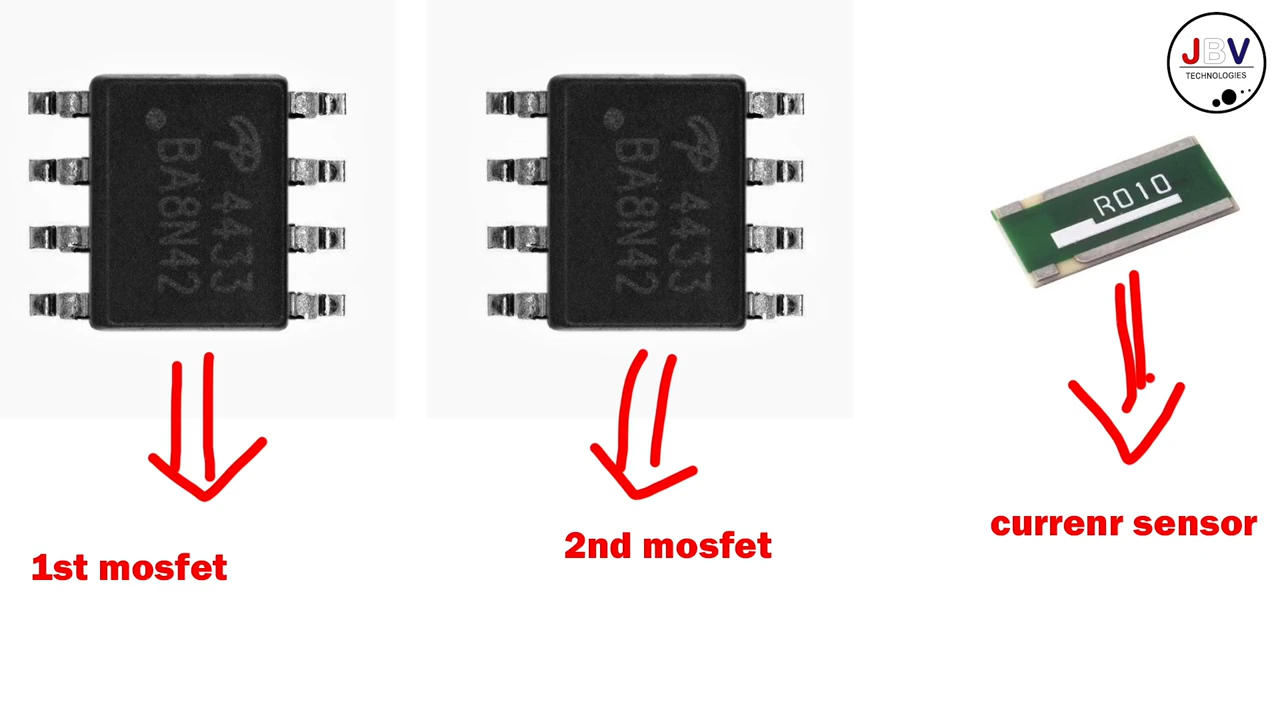 4433
BA8N42
4433
BA8N42
R010
JBV
TECHNOLOGIES
1st mosfet
2nd mosfet
currenr sensor